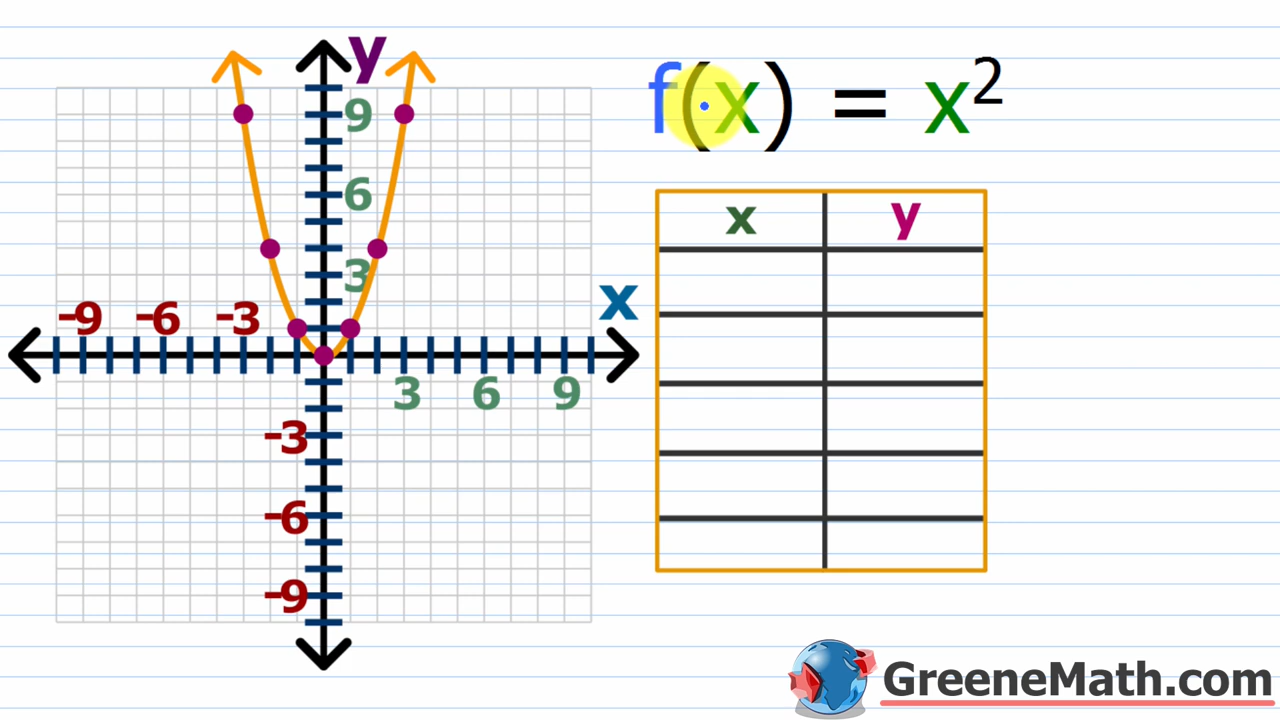 y
f(x) = x²
9
6
3
x
x y
-9 -6 -3
3 6 9
-3
-6
-9
GreeneMath.com